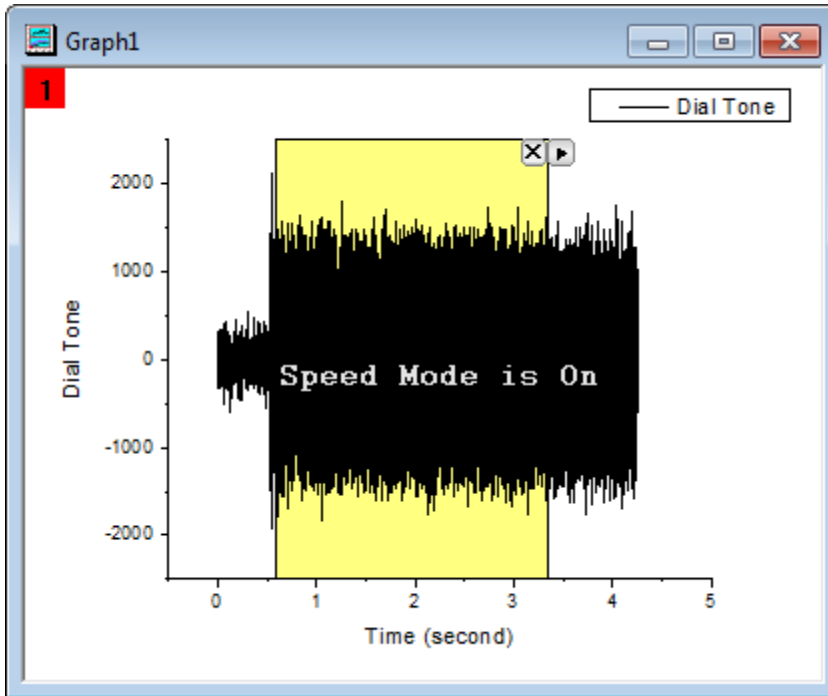 Graph1
1
Dial Tone
2000
1000
0
-1000
-2000
Dial Tone
Speed Mode is On
0 1 2 3 4 5
Time (second)